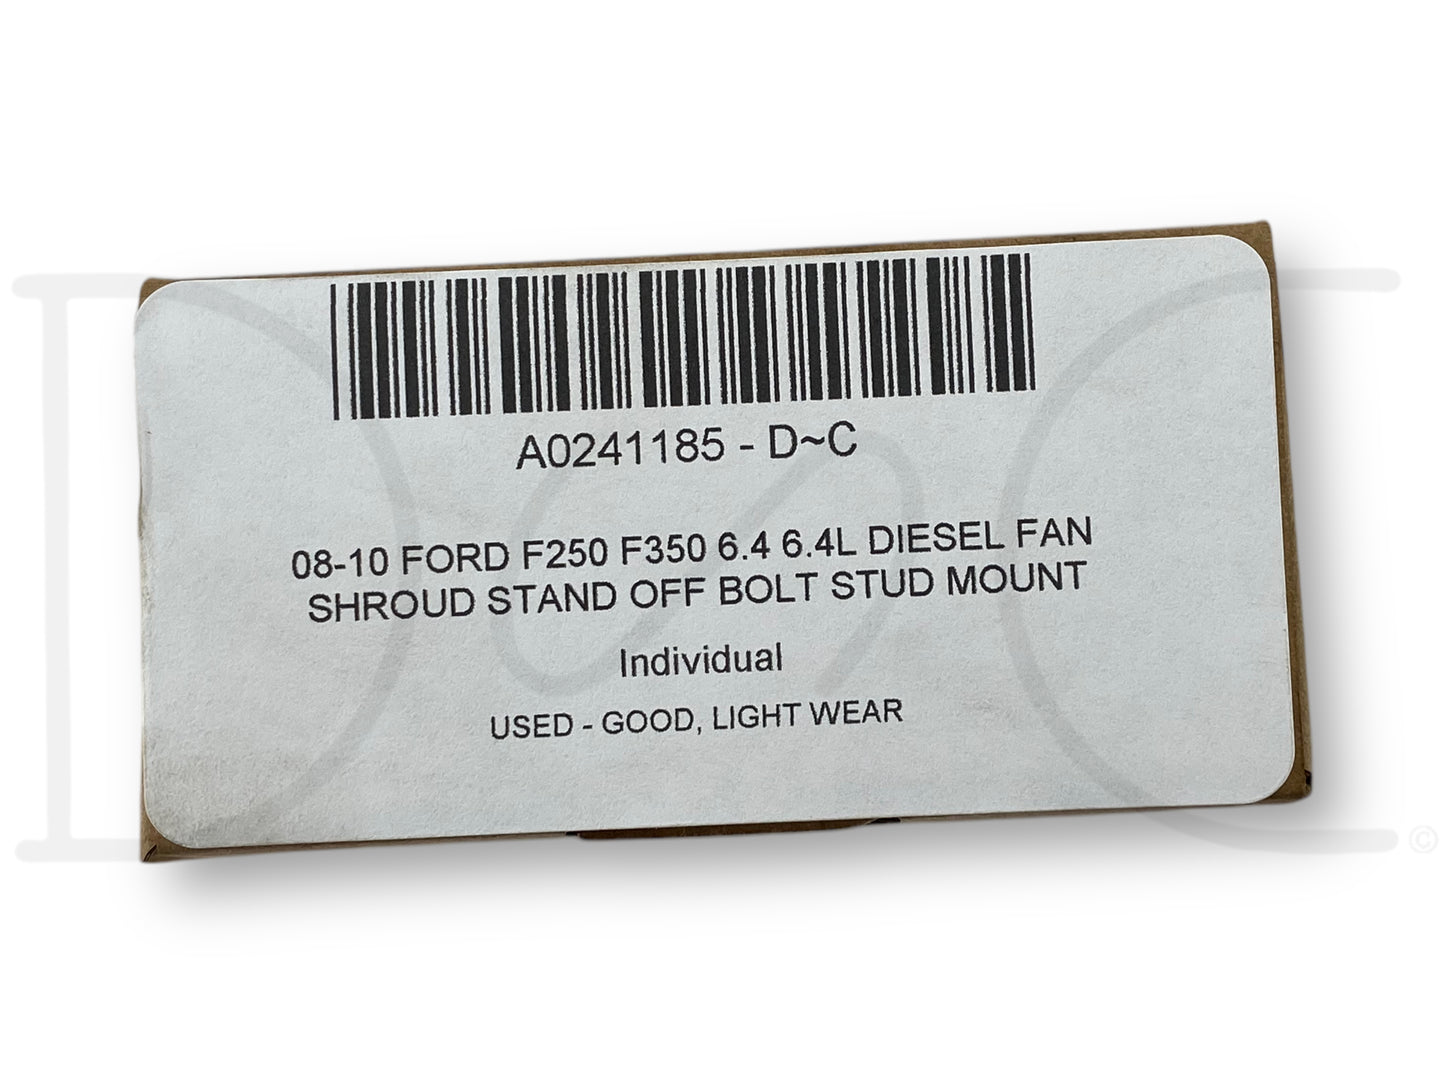 A0241185 - D~C
08-10 FORD F250 F350 6.4 6.4L DIESEL FAN
SHROUD STAND OFF BOLT STUD MOUNT
Individual
USED - GOOD, LIGHT WEAR
©